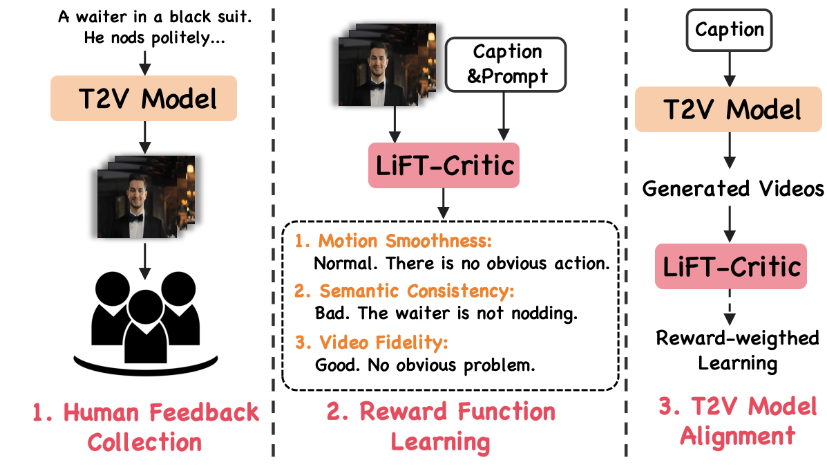 A waiter in a black suit.
He nods politely...
T2V Model
1. Human Feedback
Collection
Caption
&Prompt
LiFT-Critic
1. Motion Smoothness:
Normal. There is no obvious action.
2. Semantic Consistency:
Bad. The waiter is not nodding.
3. Video Fidelity:
Good. No obvious problem.
2. Reward Function
Learning
Caption
T2V Model
Generated Videos
LiFT-Critic
Reward-weigthed
Learning
3. T2V Model
Alignment